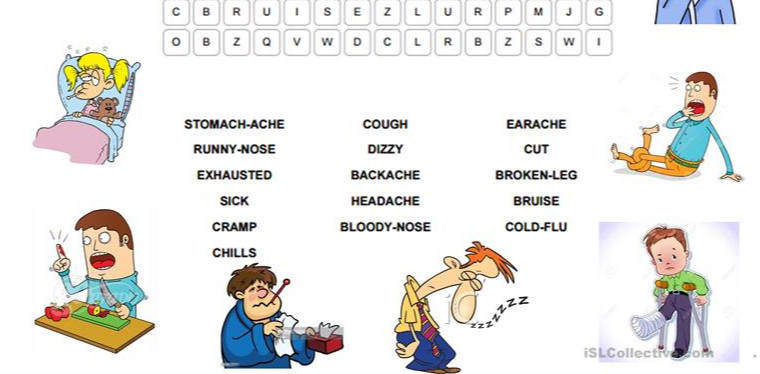 C B R U I S E Z L U R P M J G
O B Z Q V W D C L R B Z S W I
STOMACH-ACHE COUGH EARACHE
RUNNY-NOSE DIZZY CUT
EXHAUSTED BACKACHE BROKEN-LEG
SICK HEADACHE BRUISE
CRAMP BLOODY-NOSE COLD-FLU
CHILLS
zzzzzzz
iSLCollective.com